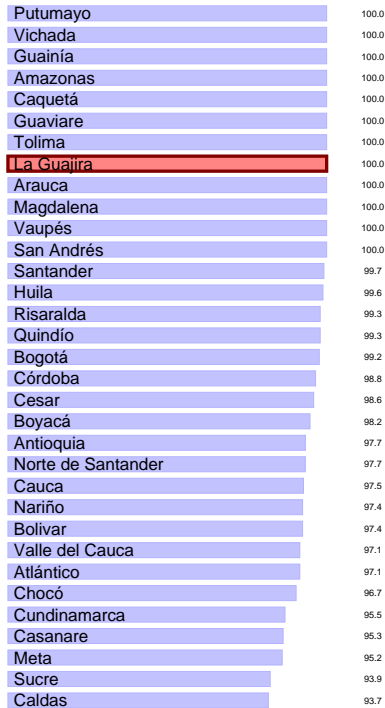 Putumayo 100.0
Vichada 100.0
Guainía 100.0
Amazonas 100.0
Caquetá 100.0
Guaviare 100.0
Tolima 100.0
La Guajira 100.0
Arauca 100.0
Magdalena 100.0
Vaupés 100.0
San Andrés 100.0
Santander 99.7
Huila 99.6
Risaralda 99.3
Quindío 99.3
Bogotá 99.2
Córdoba 98.8
Cesar 98.6
Boyacá 98.2
Antioquia 97.7
Norte de Santander 97.7
Cauca 97.5
Nariño 97.4
Bolivar 97.4
Valle del Cauca 97.1
Atlántico 97.1
Chocó 96.7
Cundinamarca 95.5
Casanare 95.3
Meta 95.2
Sucre 93.9
Caldas 93.7